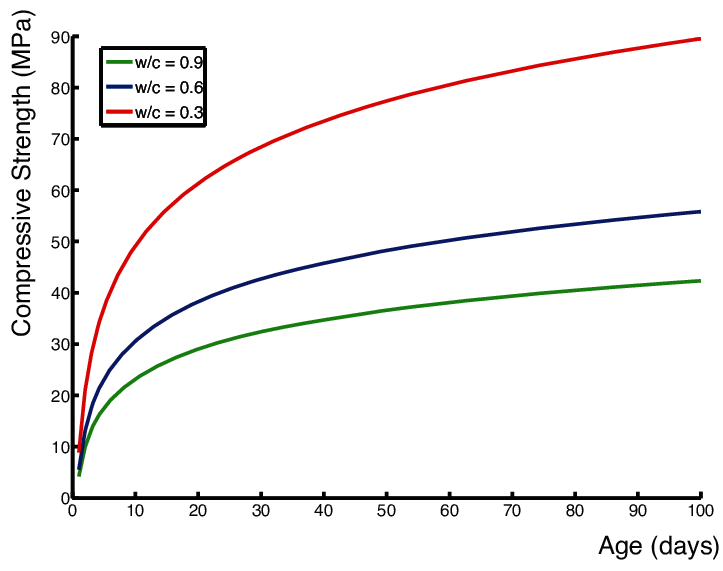 Compressive Strength (MPa)
90
80
70
60
50
40
30
20
10
0
w/c = 0.9
w/c = 0.6
w/c = 0.3
0 10 20 30 40 50 60 70 80 90 100
Age (days)